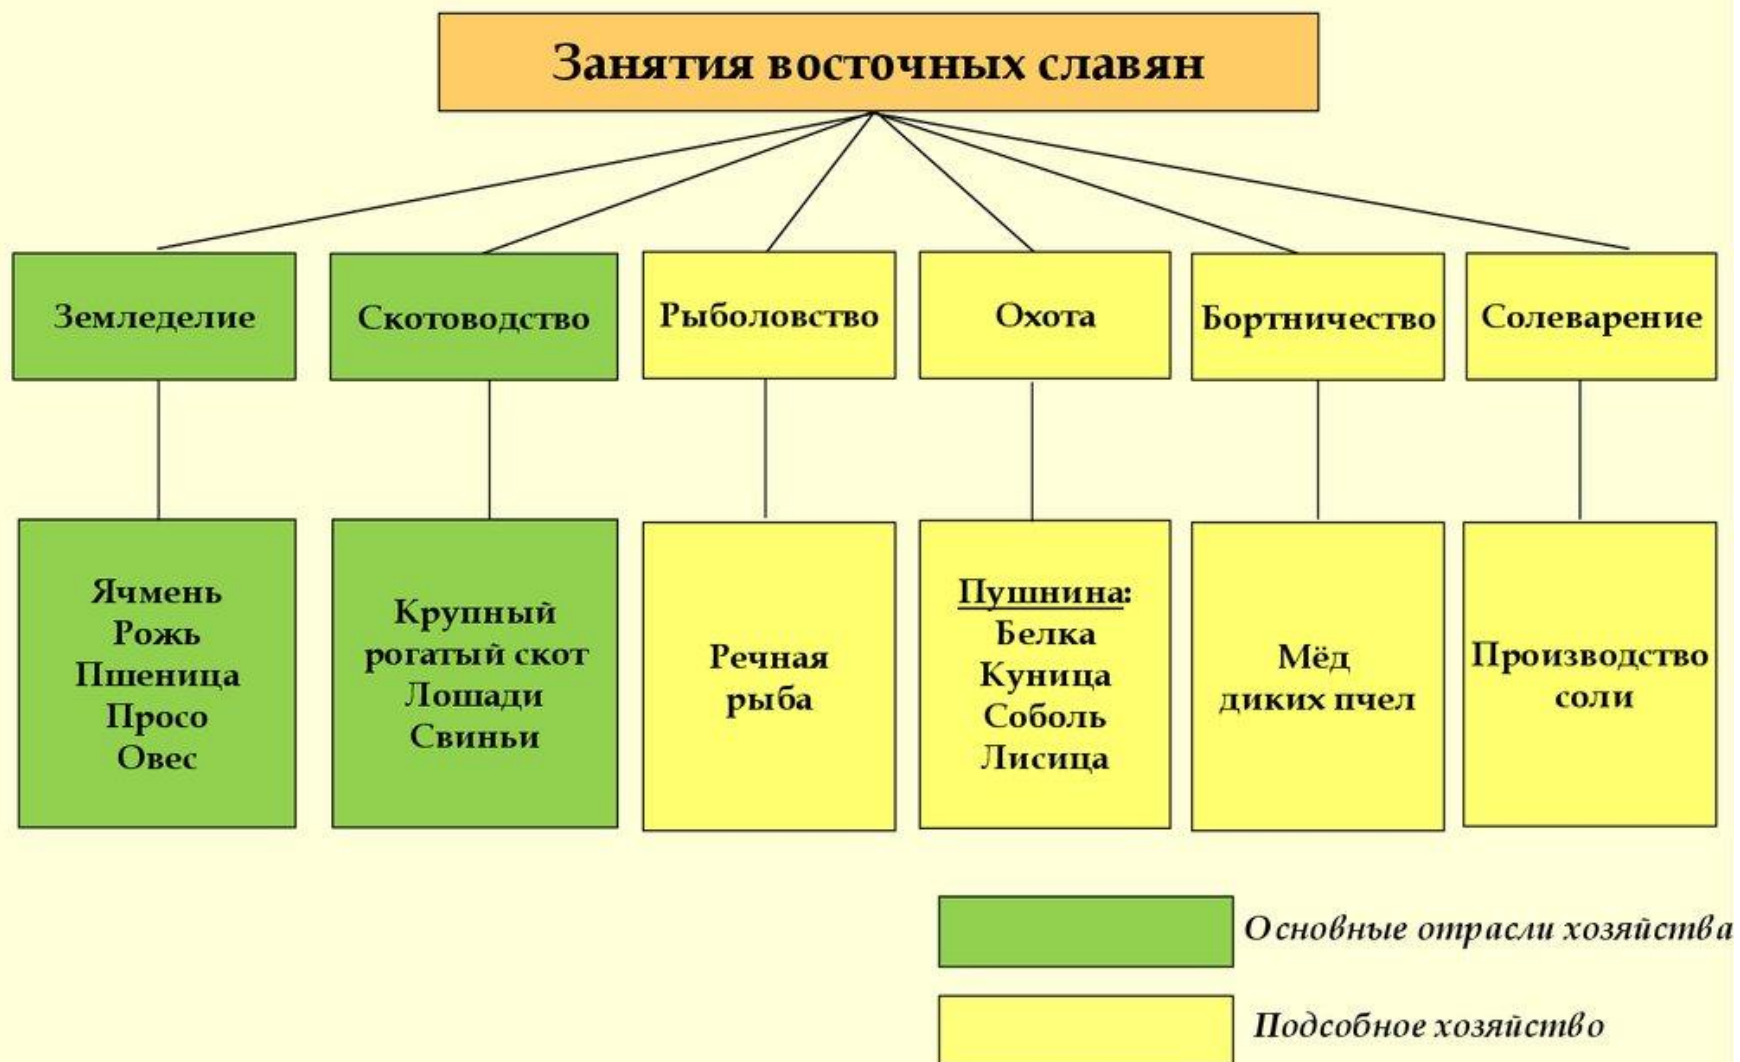 Занятия восточных славян
Земледелие
Скотоводство
Рыболовство
Охота
Бортничество
Солеварение
Ячмень
Рожь
Пшеница
Просо
Овес
Крупный
рогатый скот
Лошади
Свиньи
Речная
рыба
Пушнина:
Белка
Куница
Соболь
Лисица
Мёд
диких пчел
Производство
соли
Основные отрасли хозяйства
Подсобное хозяйство